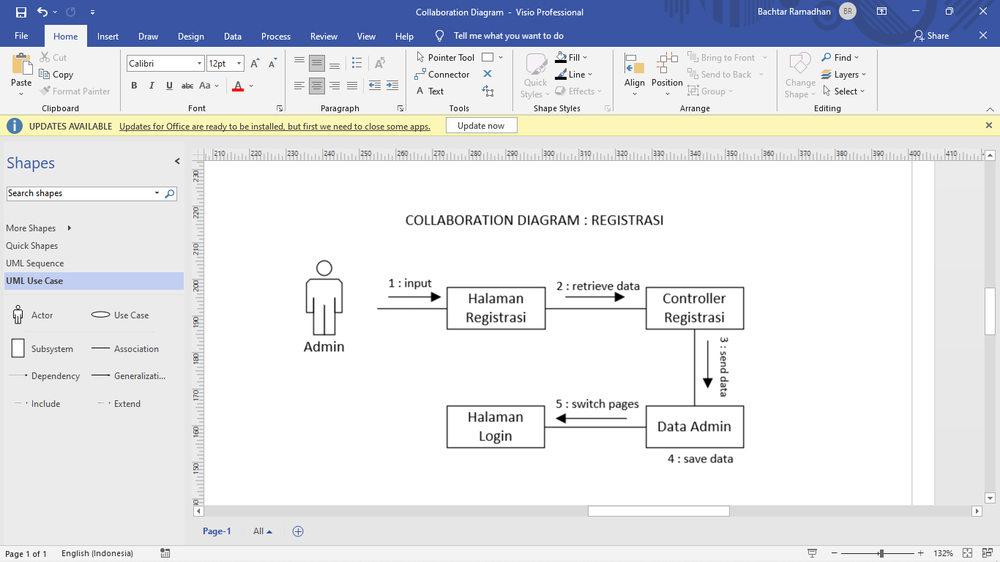 Collaboration Diagram - Visio Professional
Bachtar Ramadhan
BR
File Home Insert Draw Design Data Process Review View Help Tell me what you want to do Share
Paste
Cut
Copy
Format Painter
Clipboard
Calibri 12pt A A
B I U abc Aa A
Font
Paragraph
Pointer Tool
Connector
A Text
Tools
Quick Styles
Fill
Line
Effects
Shape Styles
Align
Position
Bring to Front
Send to Back
Group
Arrange
Change Shape
Find
Layers
Select
Editing
UPDATES AVAILABLE Updates for Office are ready to be installed, but first we need to close some apps. Update now
Shapes
Search shapes
More Shapes
Quick Shapes
UML Sequence
UML Use Case
Actor Use Case
Subsystem Association
Dependency Generalizati...
Include Extend
210 220 230 240 250 260 270 280 290 300 310 320 330 340 350 360 370 380 390 400 410
230
220
210
200
190
180
170
160
150
COLLABORATION DIAGRAM : REGISTRASI
Admin
1 : input
Halaman
Registrasi
2 : retrieve data
Controller
Registrasi
3 : send data
Data Admin
4 : save data
5 : switch pages
Halaman
Login
Page-1 All
Page 1 of 1 English (Indonesia) 132%